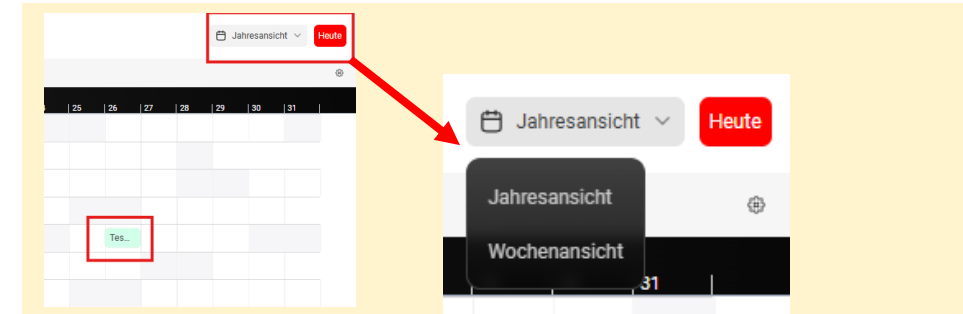 Jahresansicht Heute
| 25 | 26 | 27 | 28 | 29 | 30 | 31 |
Tes...
Jahresansicht Heute
Jahresansicht
Wochenansicht
31 |